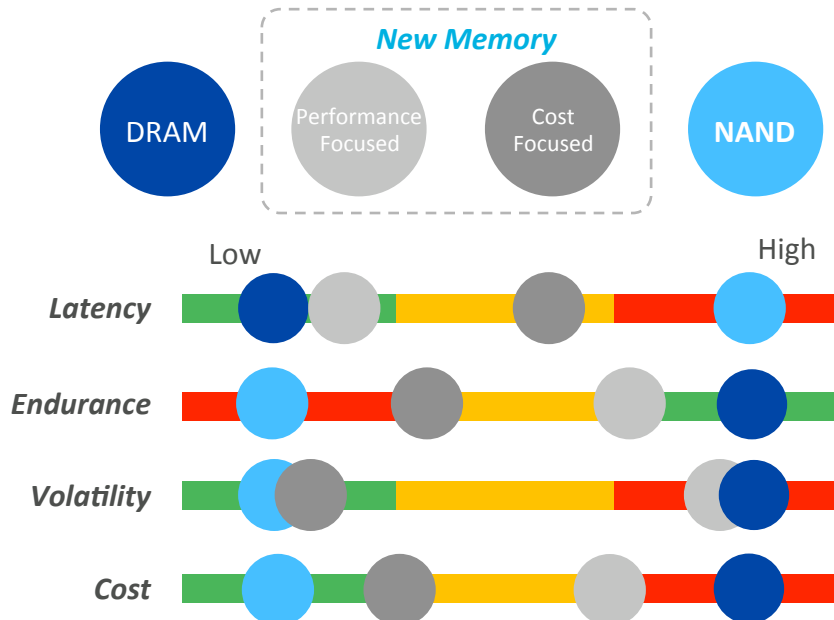 New Memory
DRAM
Performance
Focused
Cost
Focused
NAND
Low
High
Latency
Endurance
Volatility
Cost